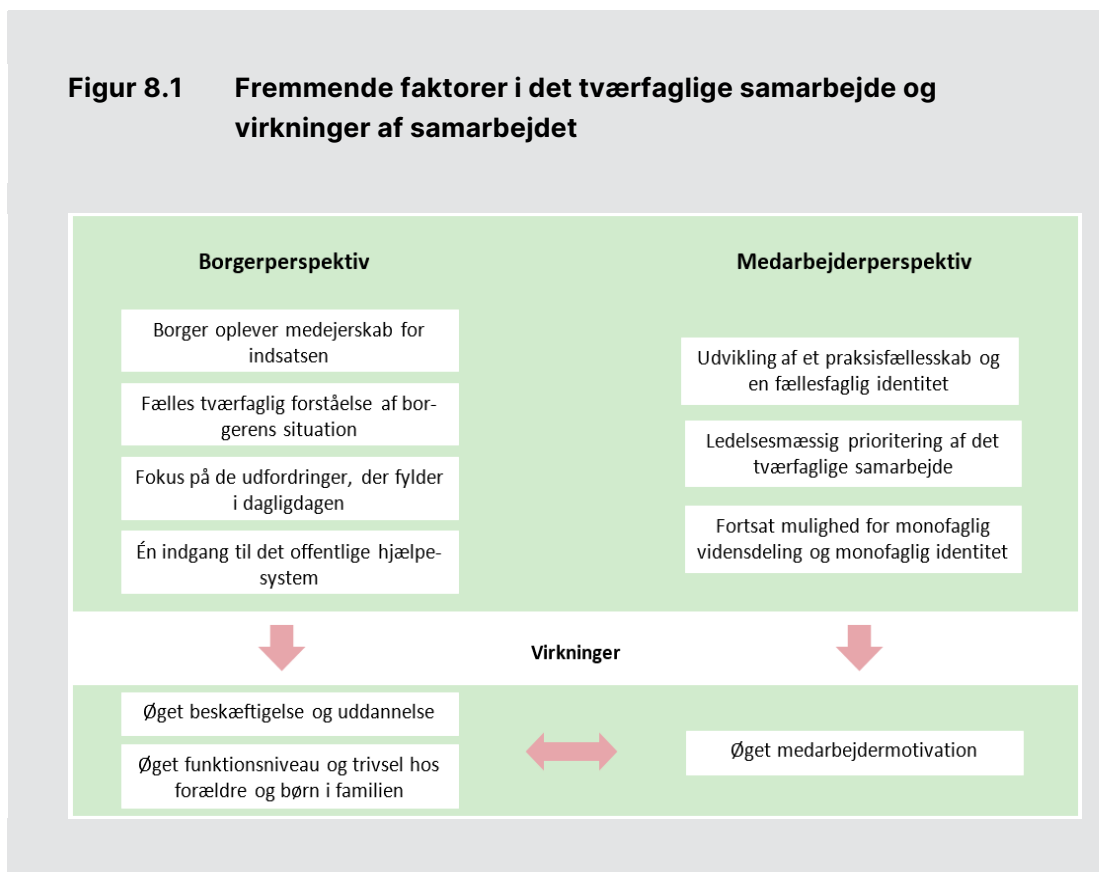 Figur 8.1 Fremmende faktorer i det tværfaglige samarbejde og
virkninger af samarbejdet
Borgerperspektiv
Borger oplever medejerskab for
indsatsen
Fælles tværfaglig forståelse af bor-
gerens situation
Fokus på de udfordringer, der fylder
i dagligdagen
Én indgang til det offentlige hjælpe-
system
Medarbejderperspektiv
Udvikling af et praksisfællesskab og
en fællesfaglig identitet
Ledelsesmæssig prioritering af det
tværfaglige samarbejde
Fortsat mulighed for monofaglig
vidensdeling og monofaglig identitet
Virkninger
Øget beskæftigelse og uddannelse
Øget funktionsniveau og trivsel hos
forældre og børn i familien
Øget medarbejdermotivation